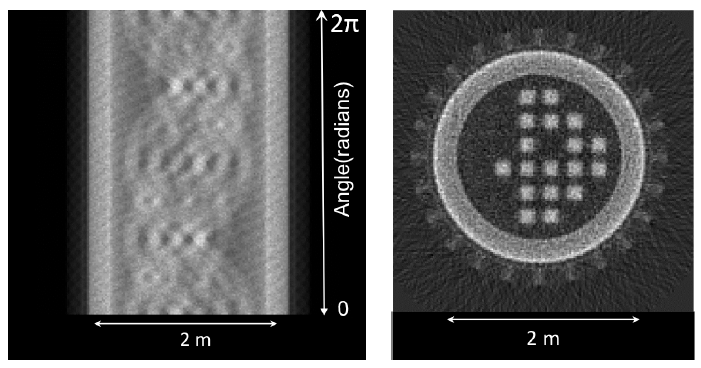 2π
Angle(radians)
0
2 m
2 m